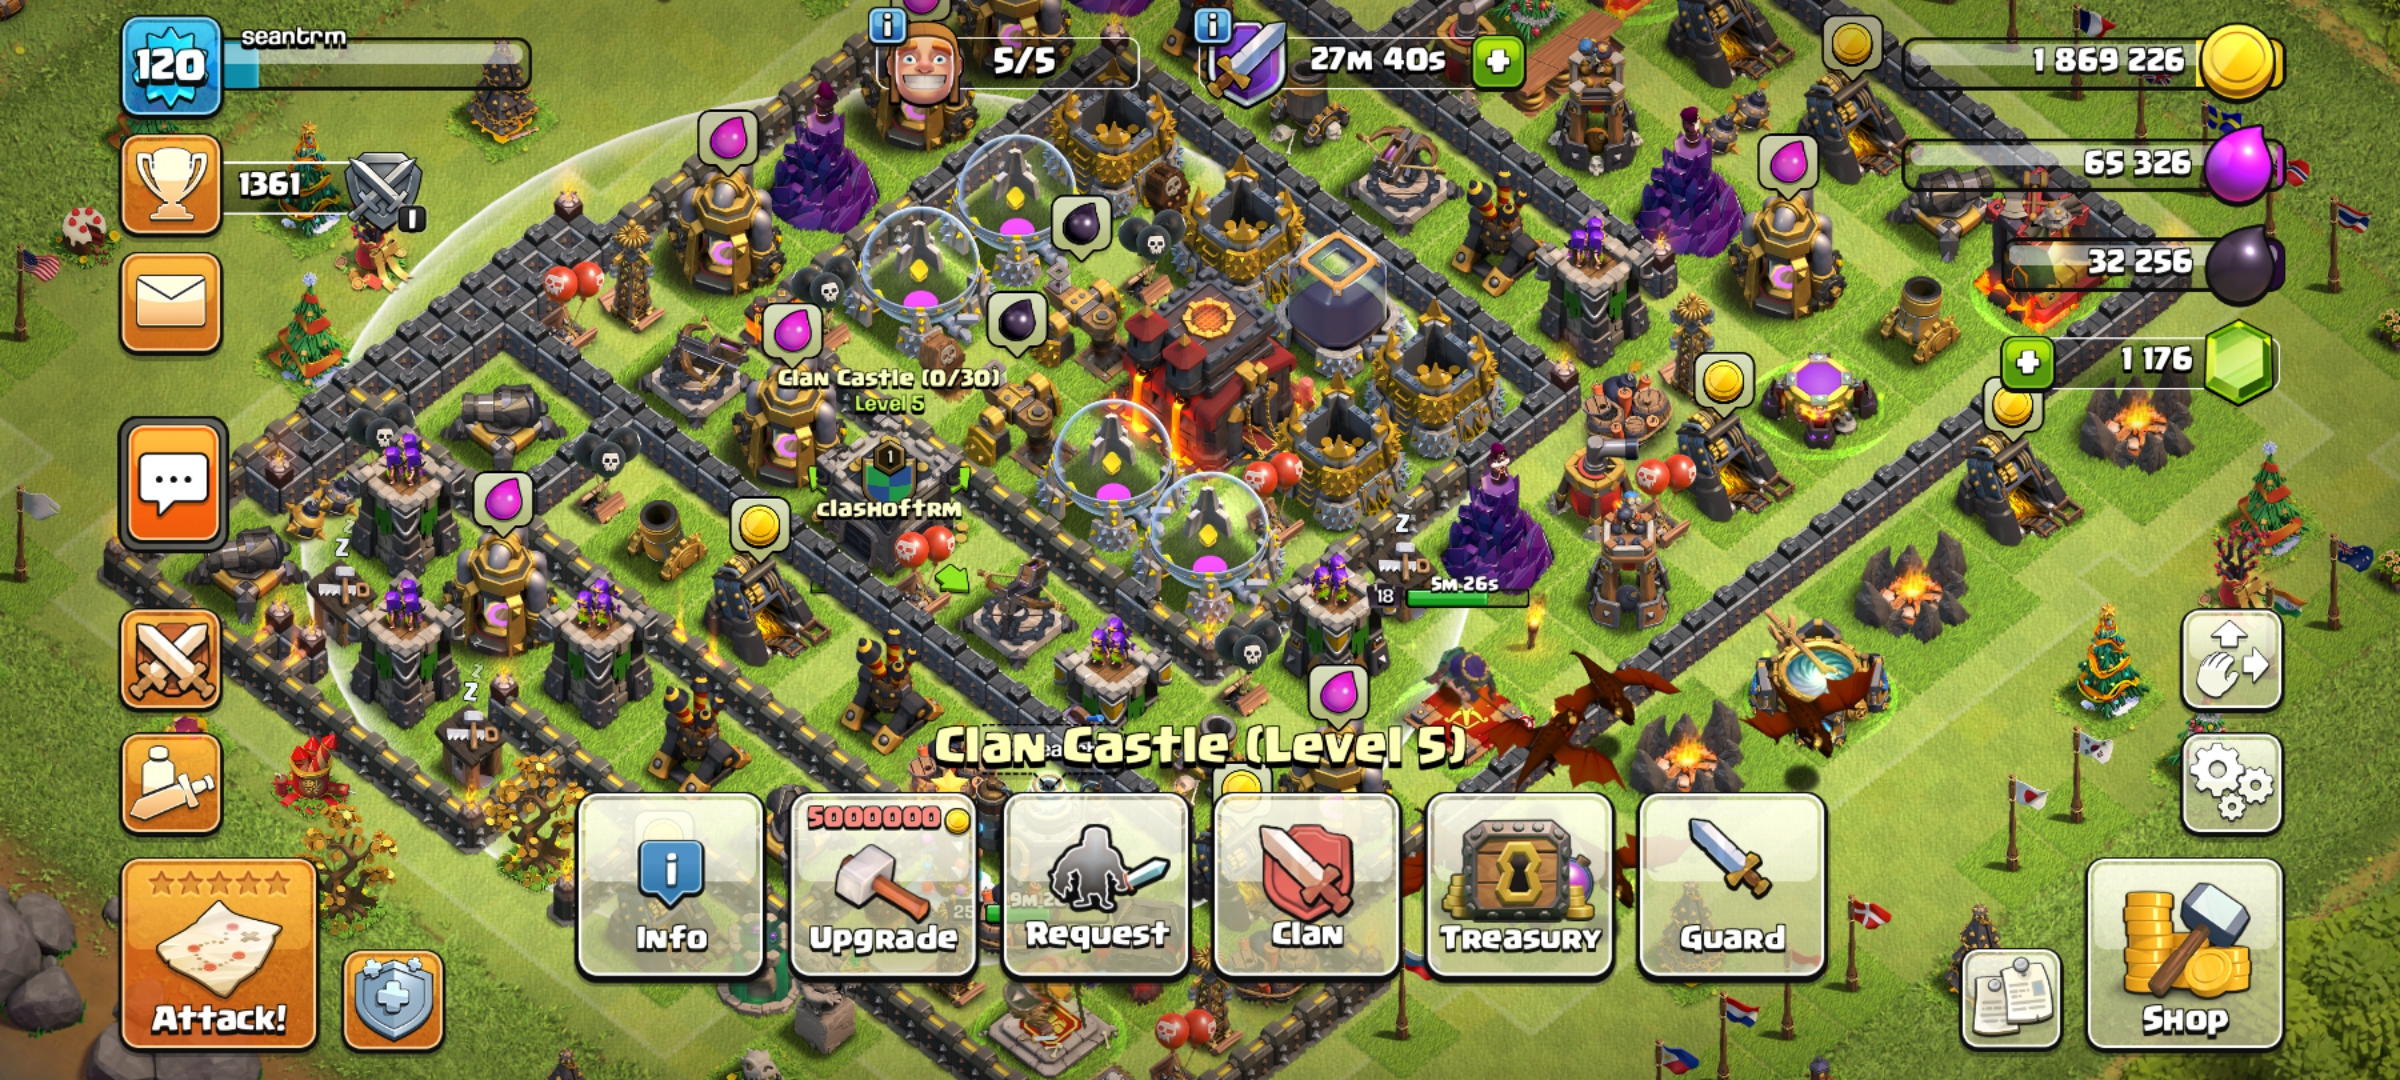 120
seantrm
5/5
27M 40s
1 869 226
1361
65 326
I
32 256
1 176
Clan Castle (0/30)
Level 5
1
clashoftRM
z
z
z
z
z
z
5M 26s
18
Clan Castle (Level 5)
5000000
25
Info
Upgrade
Request
Clan
Treasury
Guard
Attack!
Shop